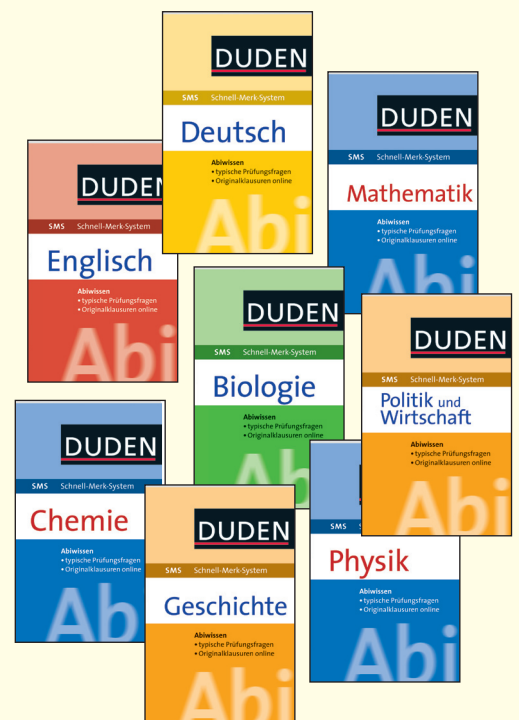 DUDEN
SMS Schnell-Merk-System
Deutsch
Abiwissen
• typische Prüfungsfragen
• Originalklausuren online
Abi
DUDEN
SMS Schnell-Merk-System
Mathematik
Abiwissen
• typische Prüfungsfragen
• Originalklausuren online
Abi
DUDEN
SMS Schnell-Merk-System
Englisch
Abiwissen
• typische Prüfungsfragen
• Originalklausuren online
Abi
DUDEN
SMS Schnell-Merk-System
Biologie
Abiwissen
• typische Prüfungsfragen
• Originalklausuren online
Ab
DUDEN
SMS Schnell-Merk-System
Politik und
Wirtschaft
Abiwissen
• typische Prüfungsfragen
• Originalklausuren online
Abi
DUDEN
SMS Schnell-Merk-System
Chemie
Abiwissen
• typische Prüfungsfragen
• Originalklausuren online
Ab
DUDEN
SMS Schnell-Merk-System
Geschichte
Abiwissen
• typische Prüfungsfragen
• Originalklausuren online
Abi
SMS
Physik
Abiwissen
• typische Prüfungsfragen
• Originalklausuren online
Abi